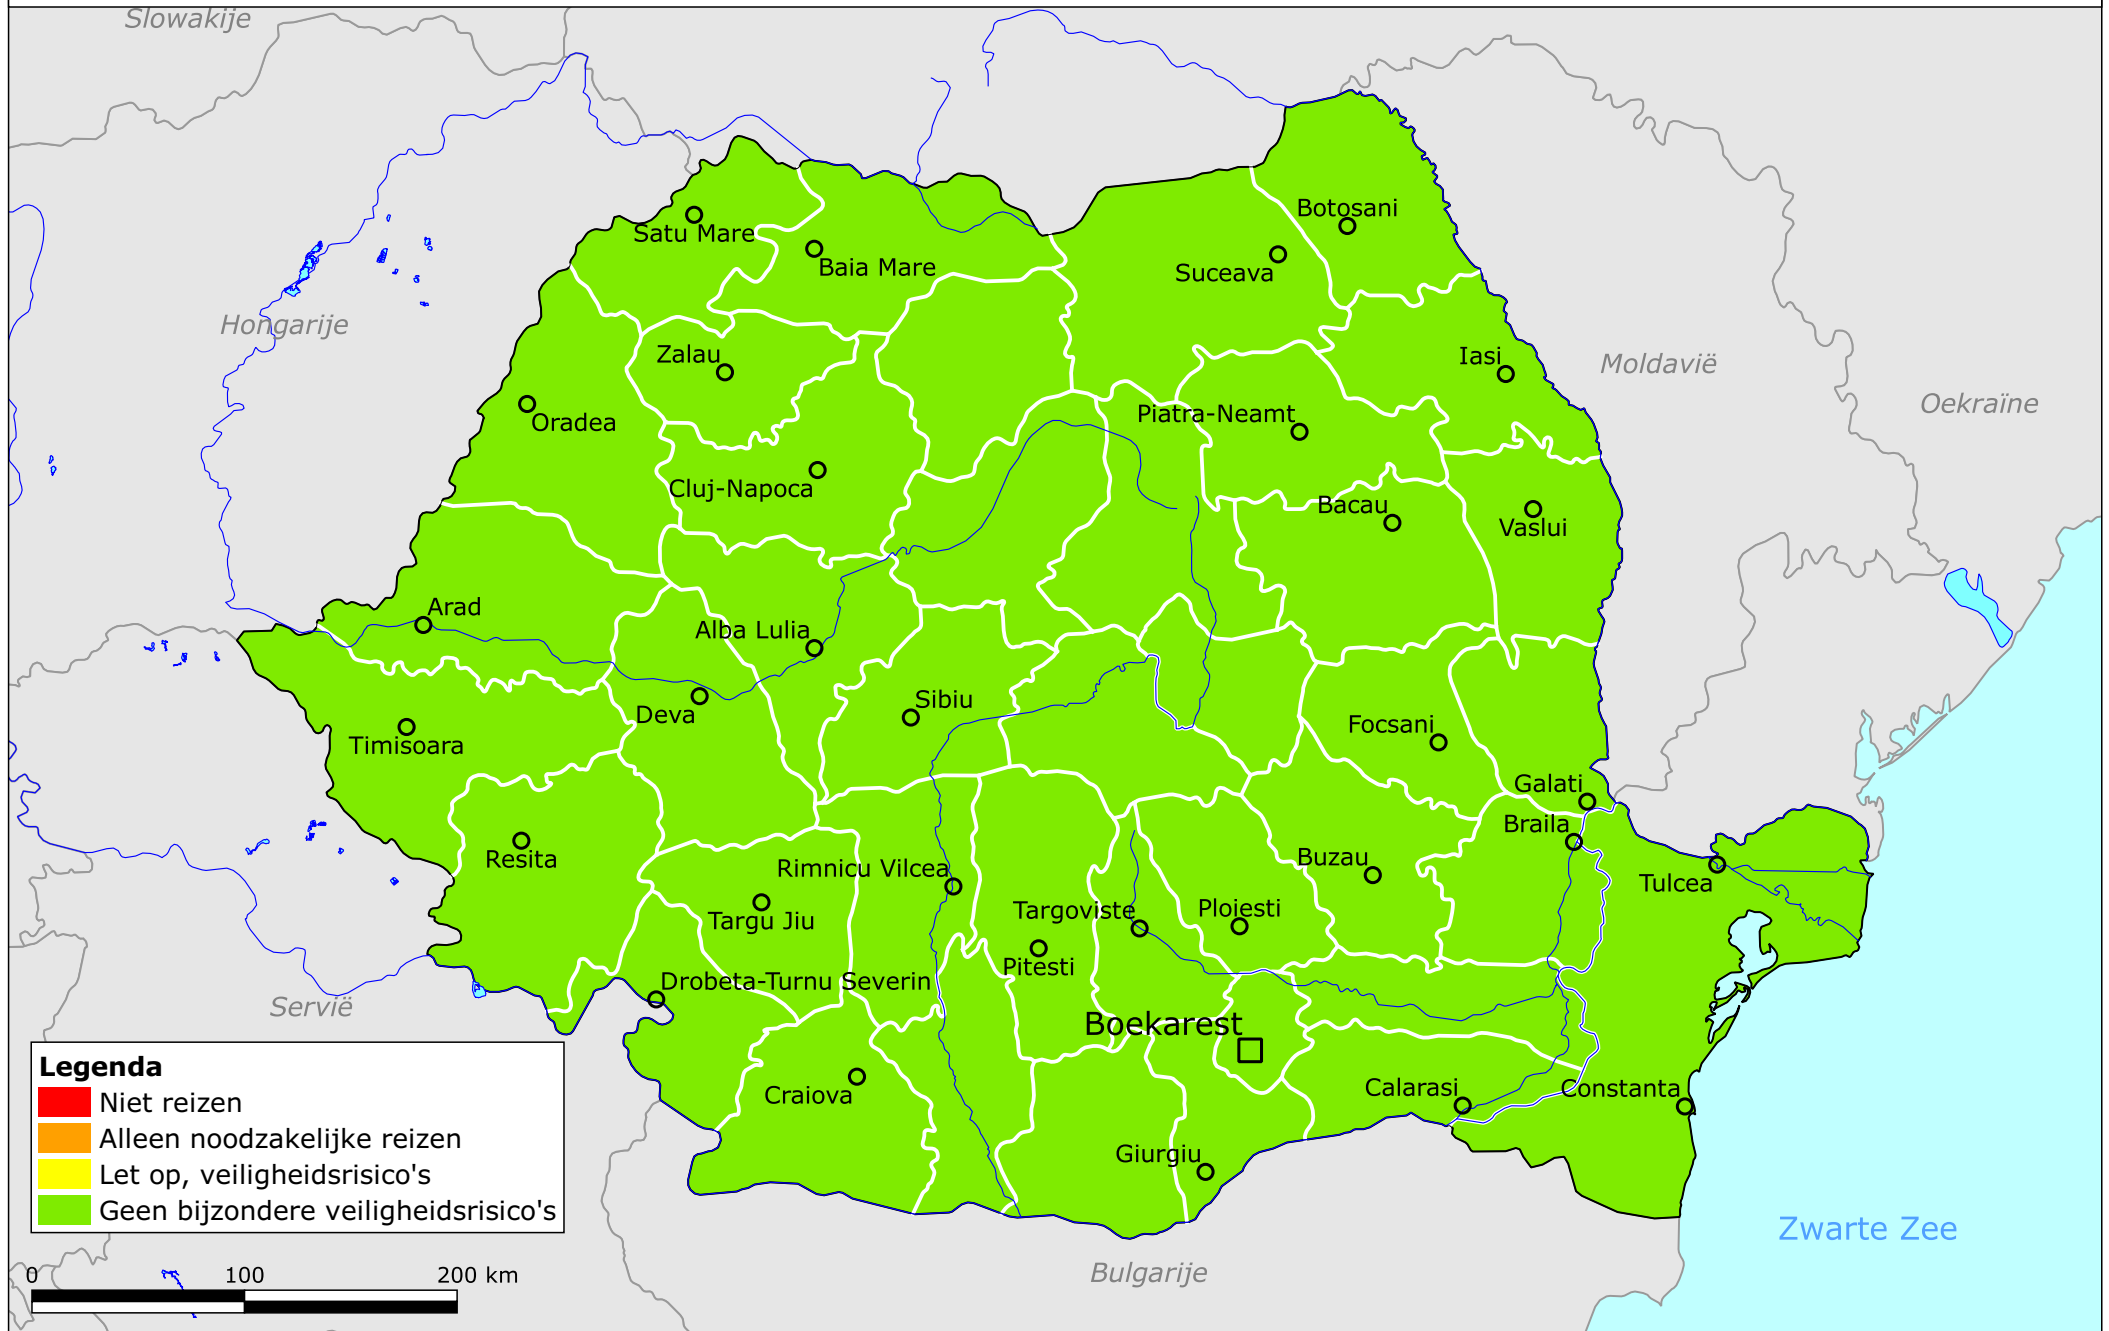 Slowakije
Botosani
Satu Mare
Baia Mare
Suceava
Hongarije
Zalau
Iasi
Moldavië
Oekraïne
Oradea
Piatra-Neamt
Cluj-Napoca
Bacau
Vaslui
Arad
Alba Lulia
Sibiu
Deva
Focsani
Timisoara
Galati
Braila
Resita
Rimnicu Vilcea
Buzau
Tulcea
Targu Jiu
Targoviste
Ploiesti
Pitesti
Drobeta-Turnu Severin
Servië
Boekarest
Craiova
Calarasi
Constanta
Giurgiu
Legenda
Niet reizen
Alleen noodzakelijke reizen
Let op, veiligheidsrisico's
Geen bijzondere veiligheidsrisico's
Zwarte Zee
Bulgarije
0 100 200 km